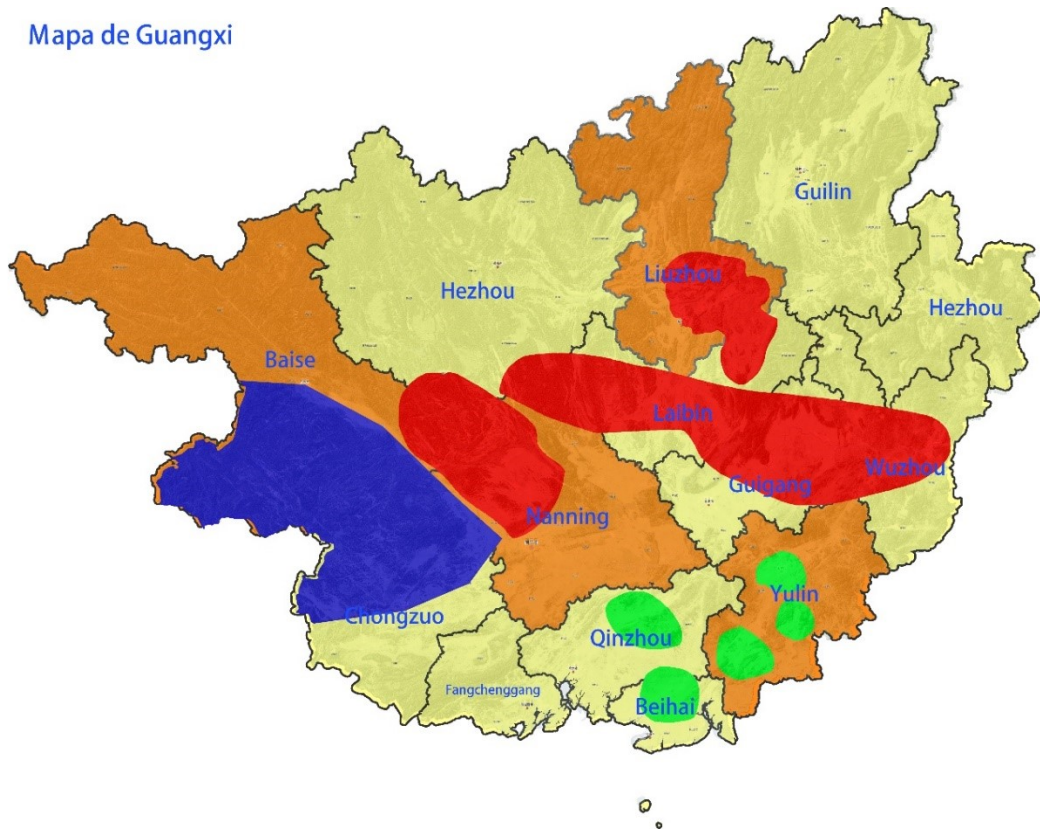 Mapa de Guangxi
Guilin
Liuzhou
Hezhou
Hezhou
Baise
Laibin
Wuzhou
Guigang
Nanning
Yulin
Chongzuo
Qinzhou
Fangchenggang
Beihai